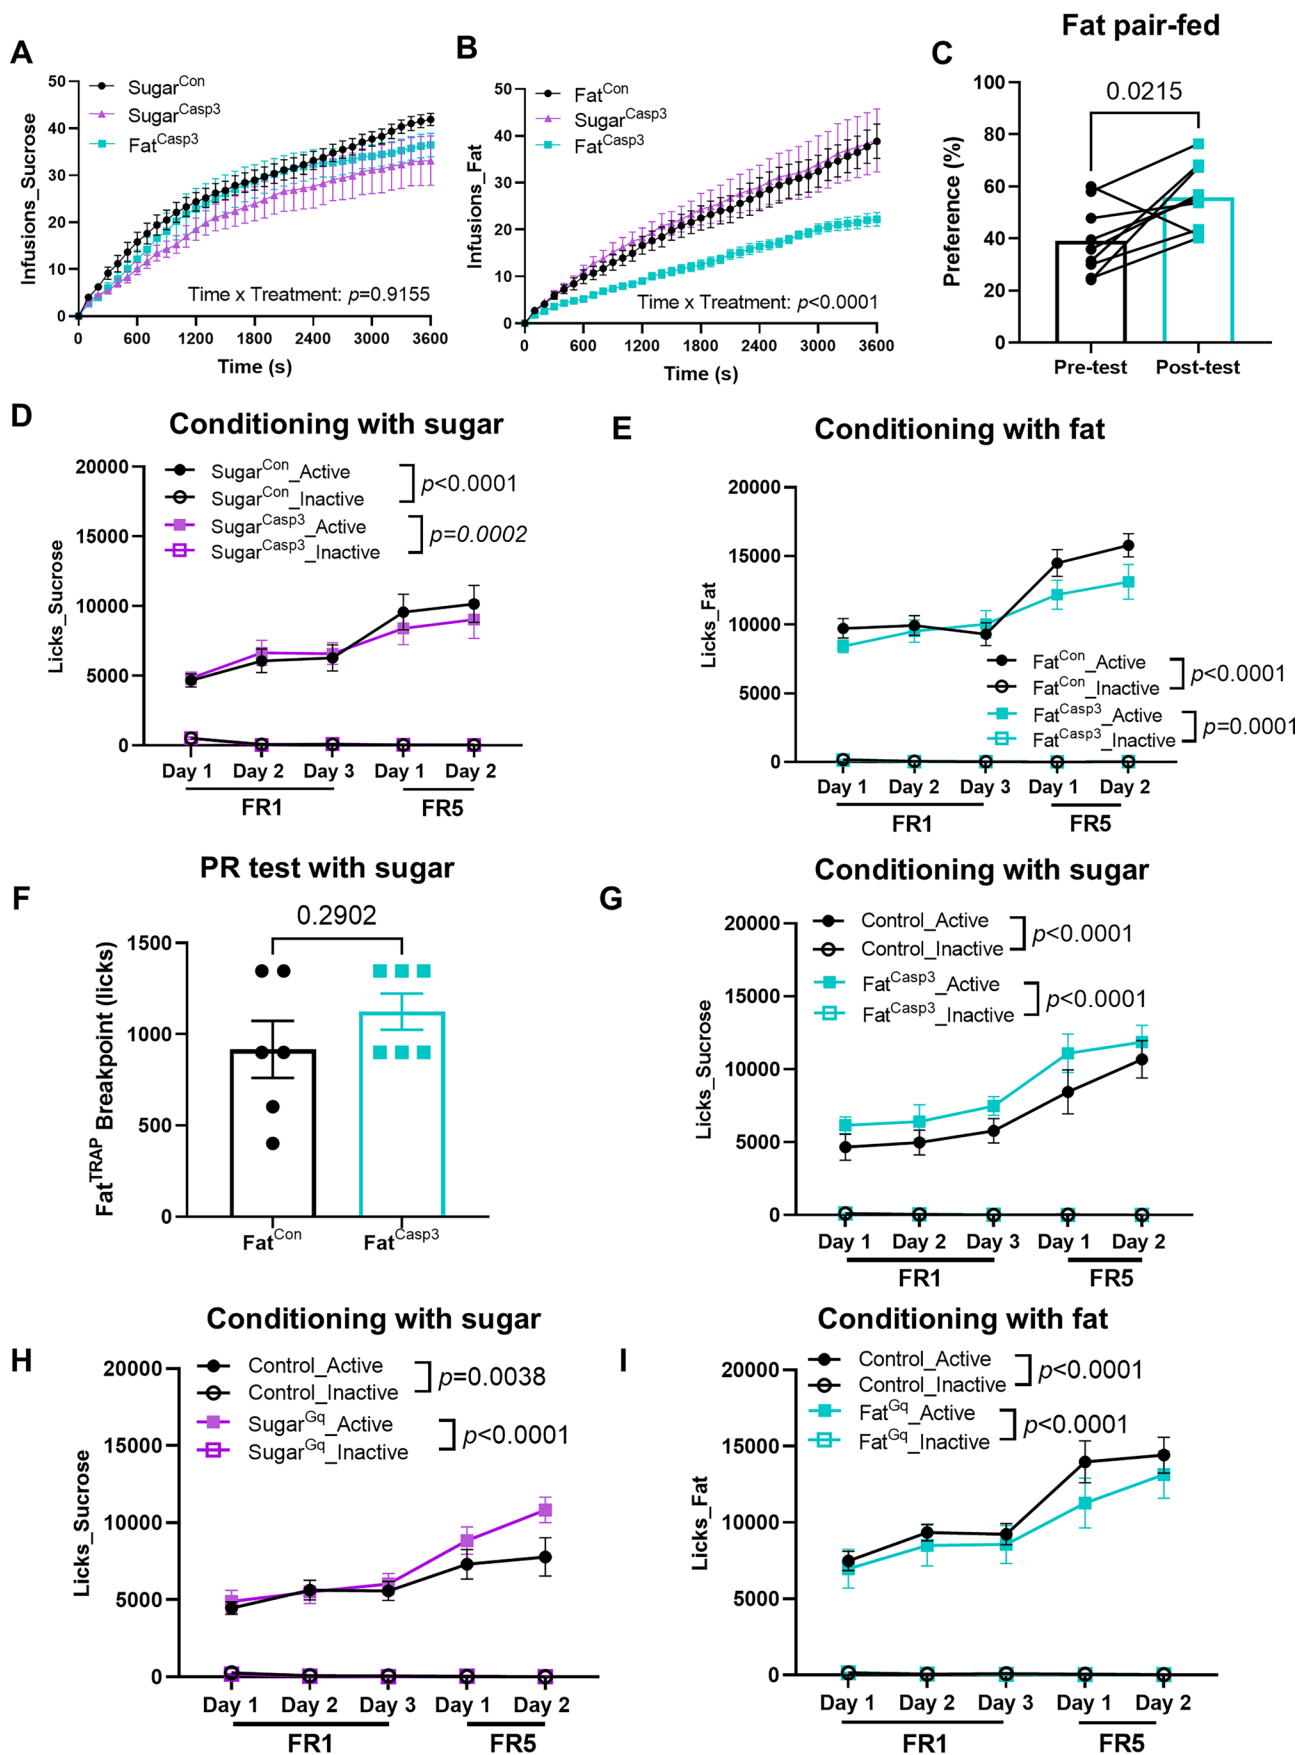 A
Infusions_Sucrose
50
40
30
20
10
0
Sugar^Con
Sugar^Casp3
Fat^Casp3
Time x Treatment: p=0.9155
0 600 1200 1800 2400 3000 3600
Time (s)
B
Infusions_Fat
50
40
30
20
10
0
Fat^Con
Sugar^Casp3
Fat^Casp3
Time x Treatment: p<0.0001
0 600 1200 1800 2400 3000 3600
Time (s)
Fat pair-fed
C
Preference (%)
100
80
60
40
20
0
0.0215
Pre-test Post-test
D
Conditioning with sugar
Licks_Sucrose
20000
15000
10000
5000
0
Sugar^Con_Active
Sugar^Con_Inactive
p<0.0001
Sugar^Casp3_Active
Sugar^Casp3_Inactive
p=0.0002
Day 1 Day 2 Day 3 Day 1 Day 2
FR1 FR5
E
Conditioning with fat
Licks_Fat
20000
15000
10000
5000
0
Fat^Con_Active
Fat^Con_Inactive
p<0.0001
Fat^Casp3_Active
Fat^Casp3_Inactive
p=0.0001
Day 1 Day 2 Day 3 Day 1 Day 2
FR1 FR5
F
PR test with sugar
Fat^TRAP Breakpoint (licks)
1500
1000
500
0
0.2902
Fat^Con Fat^Casp3
G
Conditioning with sugar
Licks_Sucrose
20000
15000
10000
5000
0
Control_Active
Control_Inactive
p<0.0001
Fat^Casp3_Active
Fat^Casp3_Inactive
p<0.0001
Day 1 Day 2 Day 3 Day 1 Day 2
FR1 FR5
H
Conditioning with sugar
Licks_Sucrose
20000
15000
10000
5000
0
Control_Active
Control_Inactive
p=0.0038
Sugar^Gq_Active
Sugar^Gq_Inactive
p<0.0001
Day 1 Day 2 Day 3 Day 1 Day 2
FR1 FR5
I
Conditioning with fat
Licks_Fat
20000
15000
10000
5000
0
Control_Active
Control_Inactive
p<0.0001
Fat^Gq_Active
Fat^Gq_Inactive
p<0.0001
Day 1 Day 2 Day 3 Day 1 Day 2
FR1 FR5